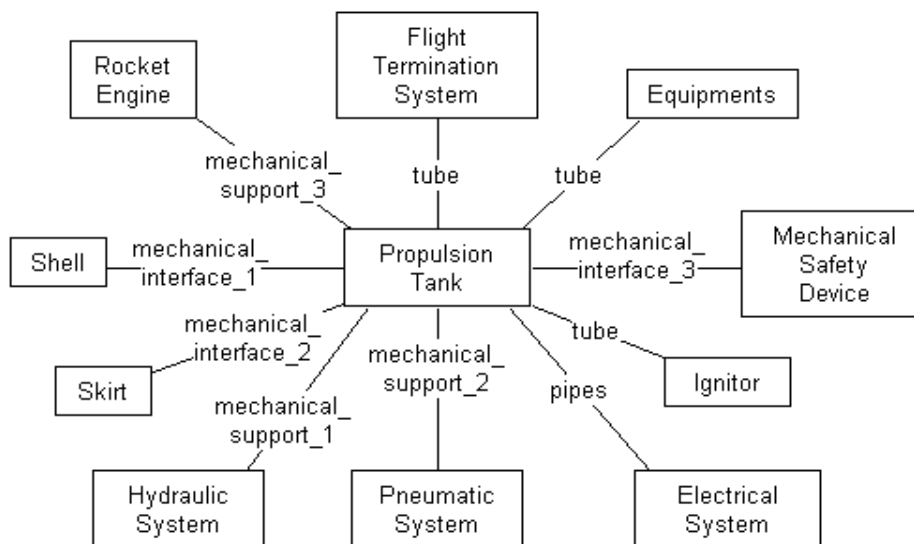 Flight
Termination
System
Rocket
Engine
Equipments
mechanical_
support_3
tube
tube
Shell
mechanical_
interface_1
Propulsion
Tank
mechanical_
interface_3
Mechanical
Safety
Device
mechanical_
interface_2
mechanical_
support_2
tube
Skirt
Ignitor
mechanical_
support_1
pipes
Hydraulic
System
Pneumatic
System
Electrical
System